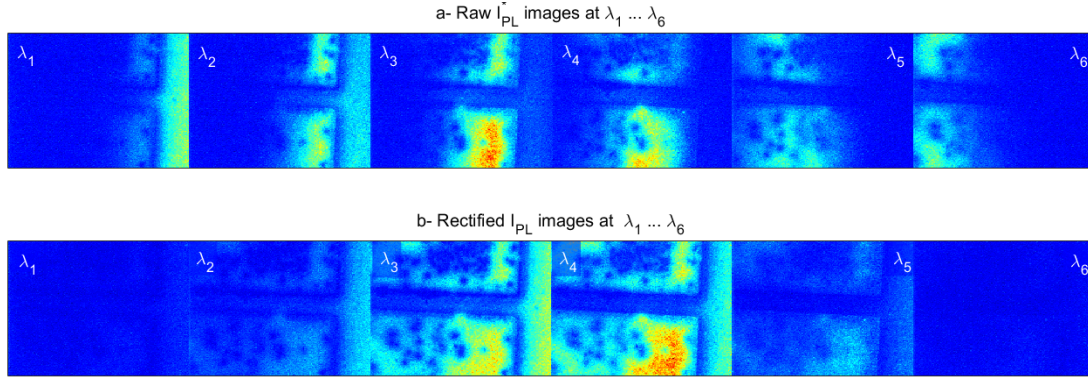 a- Raw I*PL images at λ1 ... λ6
λ1 λ2 λ3 λ4 λ5 λ6
b- Rectified IPL images at λ1 ... λ6
λ1 λ2 λ3 λ4 λ5 λ6